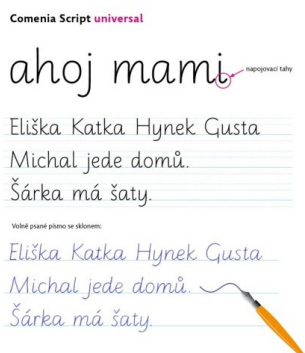 Comenia Script universal
ahoj mami
napojovací tahy
Eliška Katka Hynek Gusta
Michal jede domů.
Šárka má šaty.
Volně psané písmo se sklonem:
Eliška Katka Hynek Gusta
Michal jede domů.
Šárka má šaty.